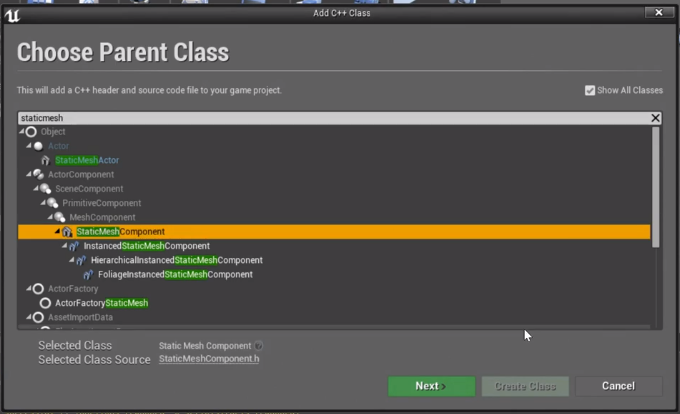 Add C++ Class
Choose Parent Class
This will add a C++ header and source code file to your game project.
Show All Classes
staticmesh
Object
Actor
StaticMeshActor
ActorComponent
SceneComponent
PrimitiveComponent
MeshComponent
StaticMeshComponent
InstancedStaticMeshComponent
HierarchicalInstancedStaticMeshComponent
FoliageInstancedStaticMeshComponent
ActorFactory
ActorFactoryStaticMesh
AssetImportData
Selected Class Static Mesh Component
Selected Class Source StaticMeshComponent.h
Next > Create Class Cancel